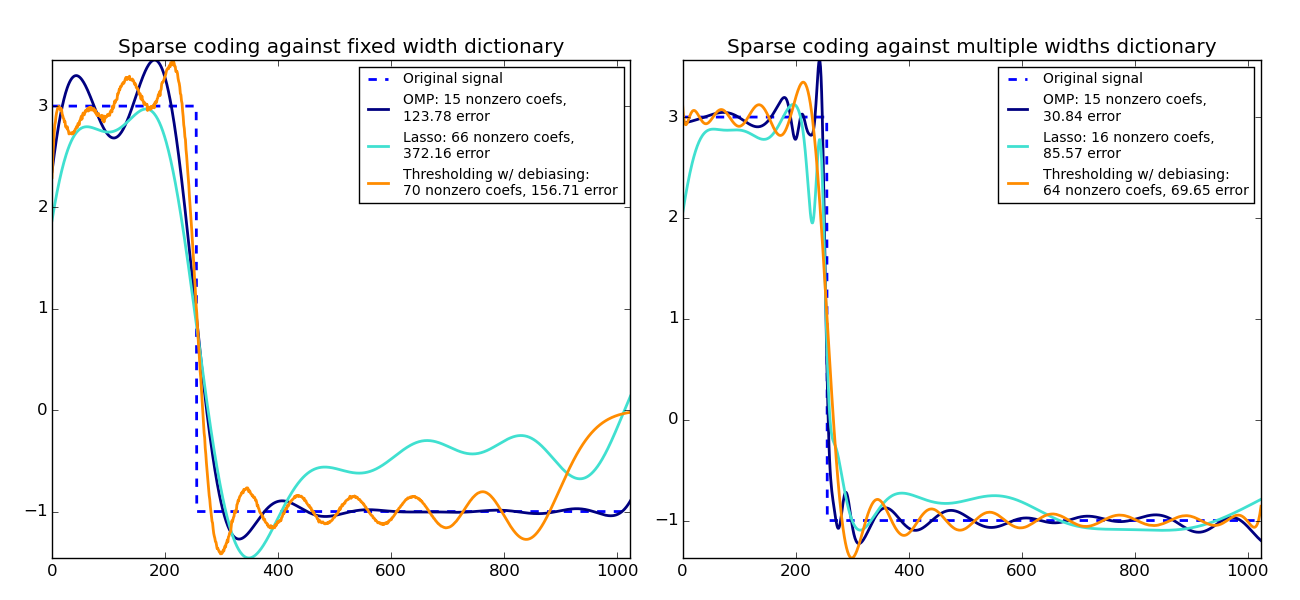 Sparse coding against fixed width dictionary
Original signal
OMP: 15 nonzero coefs,
123.78 error
Lasso: 66 nonzero coefs,
372.16 error
Thresholding w/ debiasing:
70 nonzero coefs, 156.71 error
3
2
1
0
−1
0
200
400
600
800
1000
Sparse coding against multiple widths dictionary
Original signal
OMP: 15 nonzero coefs,
30.84 error
Lasso: 16 nonzero coefs,
85.57 error
Thresholding w/ debiasing:
64 nonzero coefs, 69.65 error
3
2
1
0
−1
0
200
400
600
800
1000